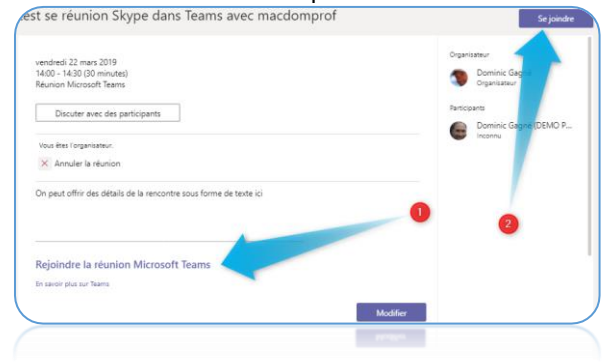 est se réunion Skype dans Teams avec macdomprof
Se joindre
vendredi 22 mars 2019
14:00 - 14:30 (30 minutes)
Réunion Microsoft Teams
Discuter avec des participants
Vous êtes l'organisateur.
Annuler la réunion
On peut offrir des détails de la rencontre sous forme de texte ici
Rejoindre la réunion Microsoft Teams
En savoir plus sur Teams
Modifier
Organisateur
Dominic Gagné
Organisateur
Participants
Dominic Gagné (DEMO P...
Inconnu
1
2